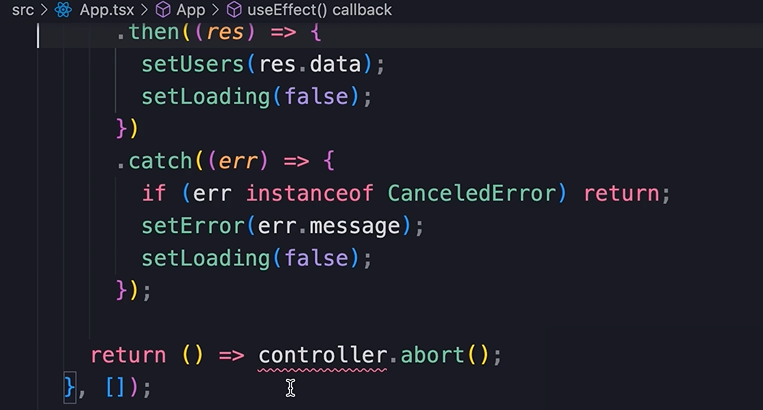 src > App.tsx > App > useEffect() callback
.then((res) => {
setUsers(res.data);
setLoading(false);
})
.catch((err) => {
if (err instanceof CanceledError) return;
setError(err.message);
setLoading(false);
});
return () => controller.abort();
}, []);